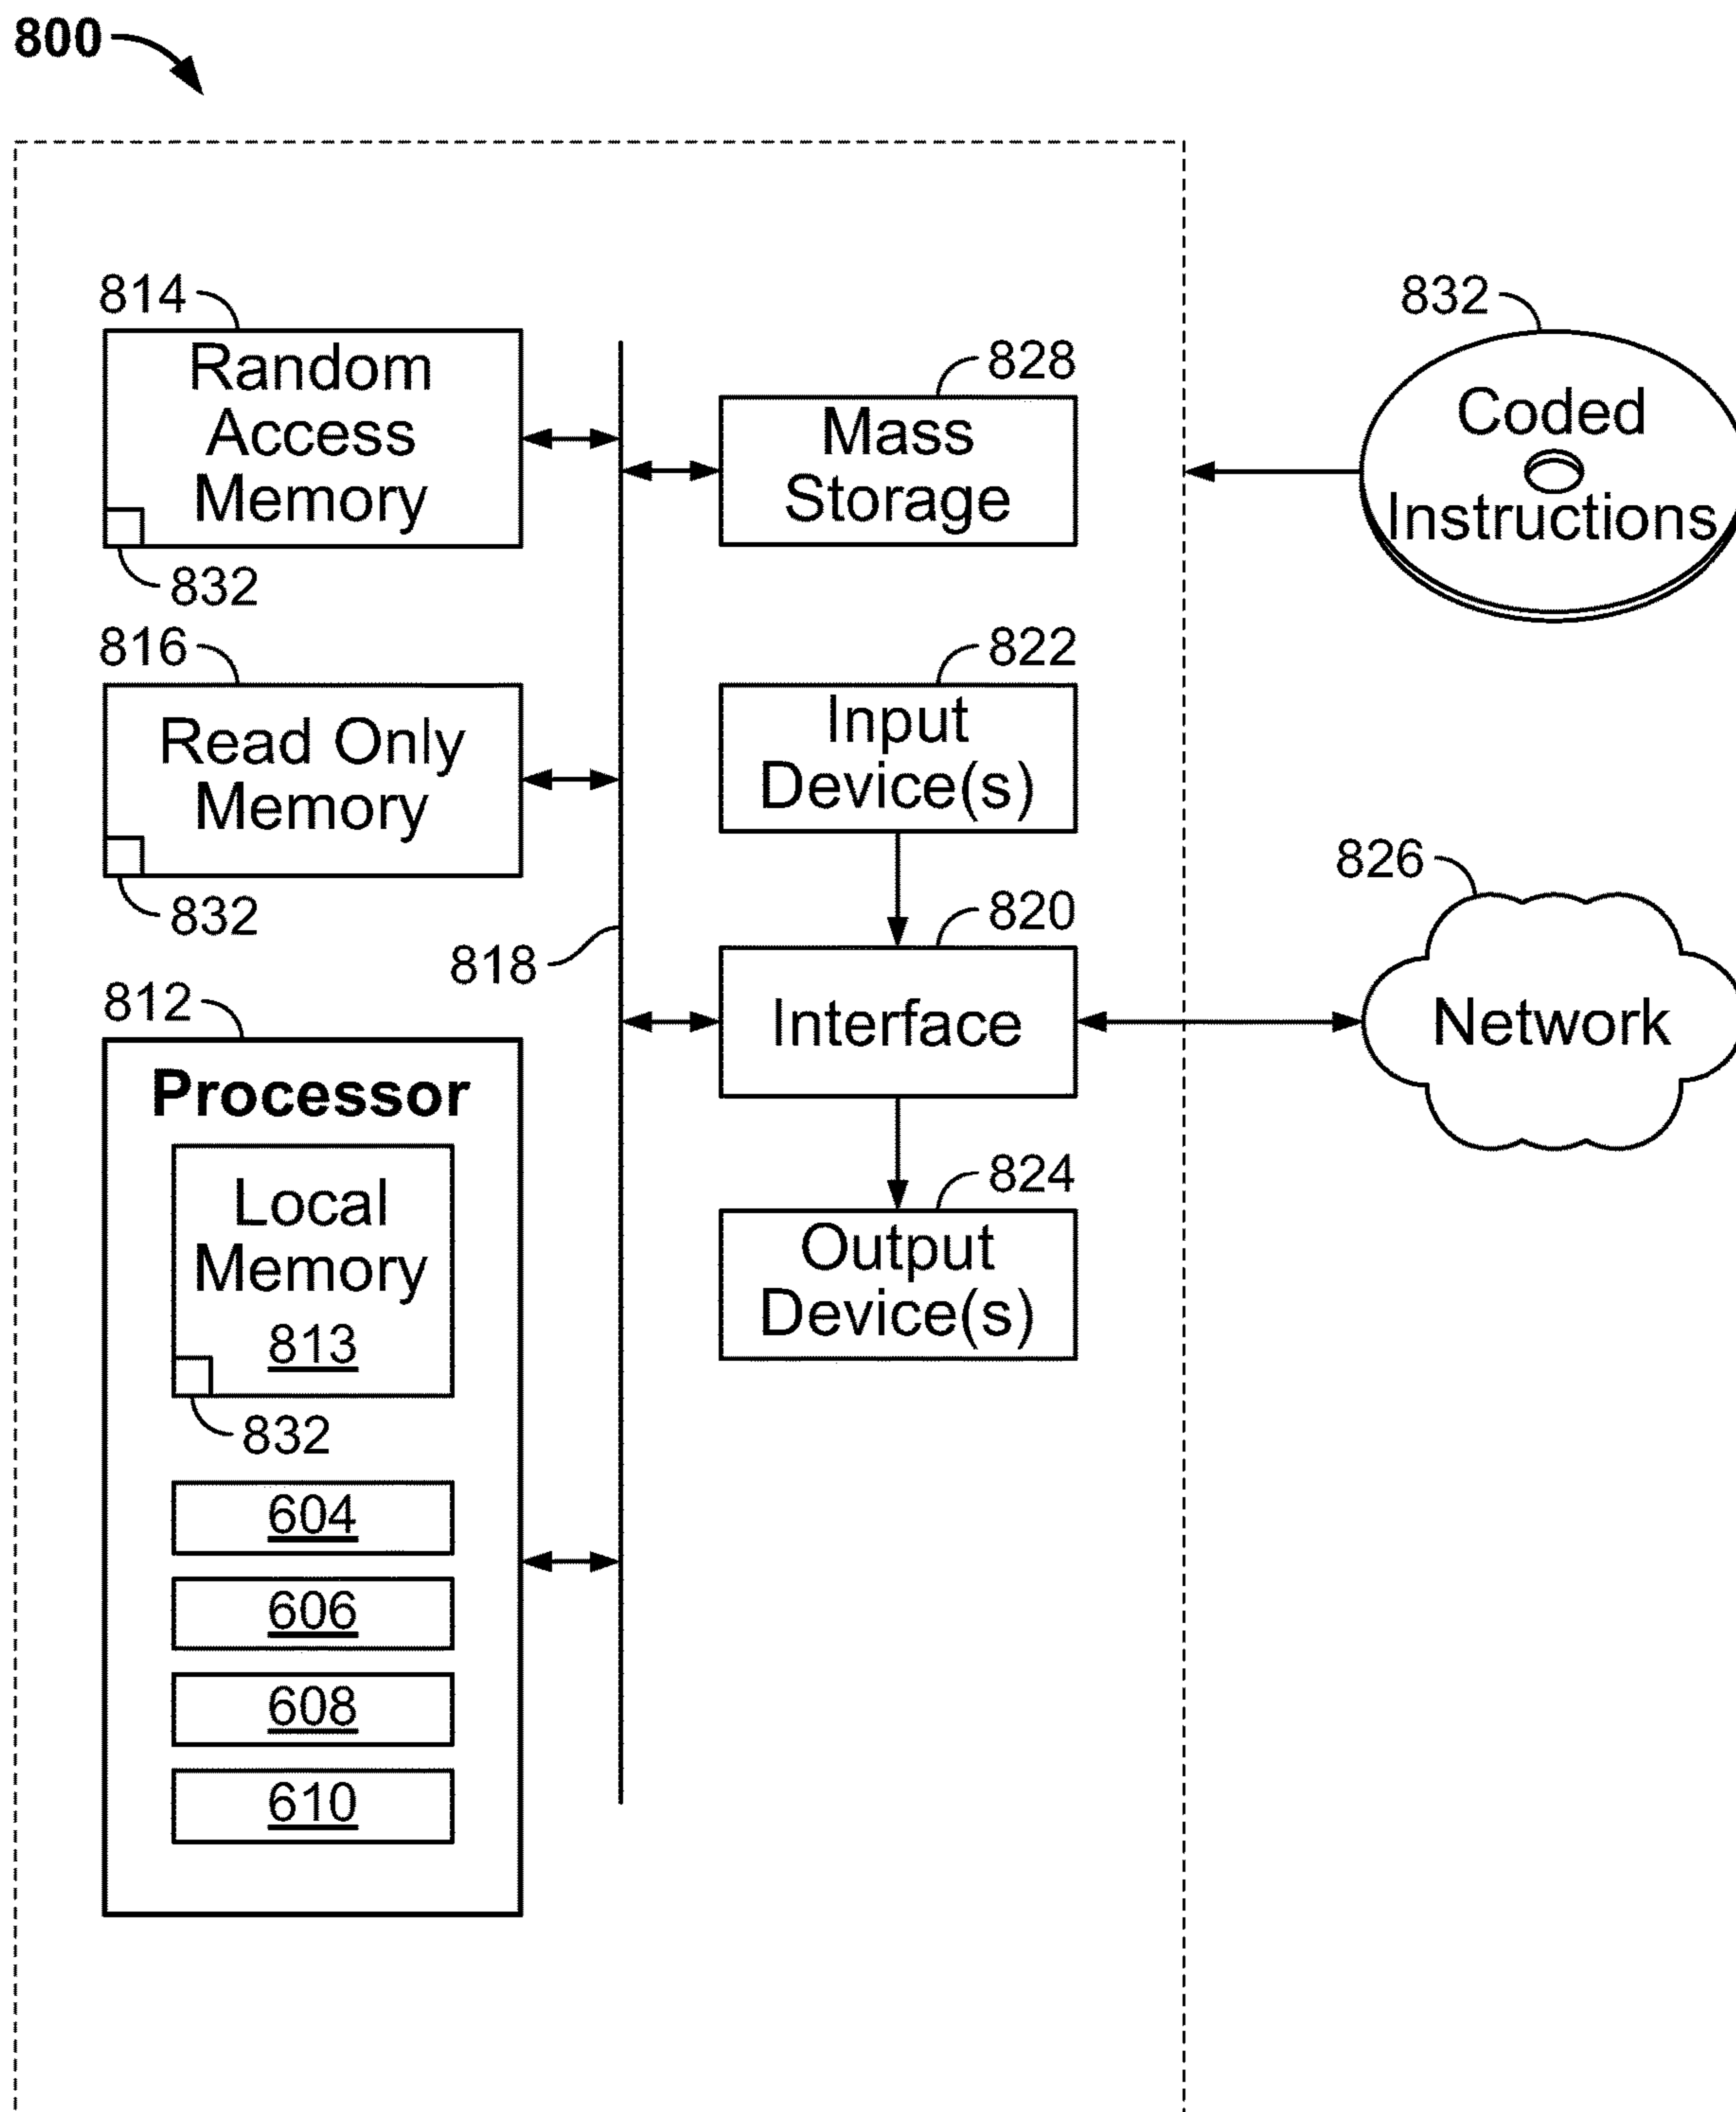 800
814
Random
Access
Memory
832
828
Mass
Storage
832
Coded
Instructions
816
Read Only
Memory
832
822
Input
Device(s)
818
820
Interface
826
Network
812
Processor
Local
Memory
813
832
604
606
608
610
824
Output
Device(s)